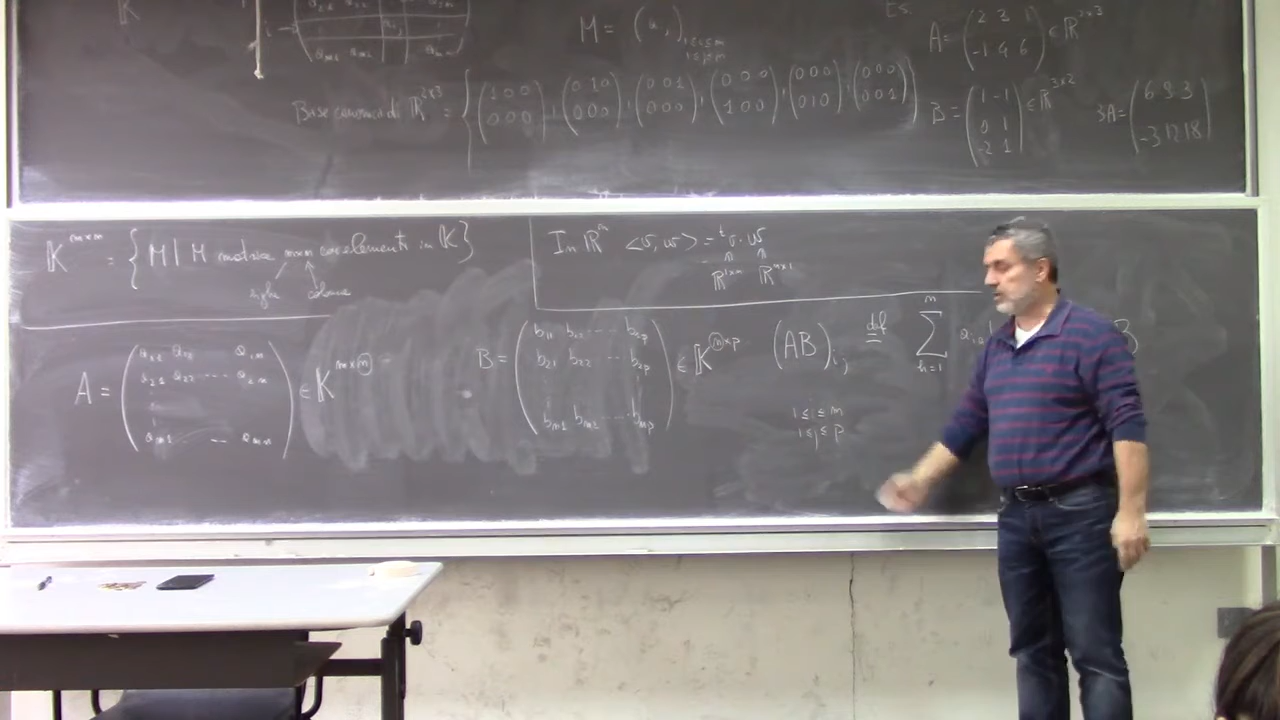 K
i →
M = ( )
1≤i≤m
1≤j≤n
Es.
A = ( 2 3 1 / -1 4 6 ) ∈ ℝ^{2×3}
Base canonica di ℝ^{2×3} = { ( 1 0 0 / 0 0 0 ), ( 0 1 0 / 0 0 0 ), ( 0 0 1 / 0 0 0 ), ( 0 0 0 / 1 0 0 ), ( 0 0 0 / 0 1 0 ), ( 0 0 0 / 0 0 1 ) }
B = ( 1 -1 / 0 1 / -2 1 ) ∈ ℝ^{3×2}
3A = ( 6 9 3 / -3 12 18 )
𝕂^{m×n} = { M | M matrice m×n con elementi in 𝕂 }
righe colonne
In ℝ^n <v, w> = ^t v · w
ℝ^{1×n} ℝ^{n×1}
A = ( a_{11} a_{12} a_{1n} / a_{21} a_{22} ---- a_{2n} / ⋮ / a_{m1} -- a_{mn} ) ∈ 𝕂^{m×n}
B = ( b_{11} b_{12} --- b_{1p} / b_{21} b_{22} -- b_{2p} / ⋮ / b_{n1} b_{n2} ---- b_{np} ) ∈ 𝕂^{n×p}
(AB)_{ij} def= Σ_{h=1}^{n} a_{ih}
1≤i≤m
1≤j≤p